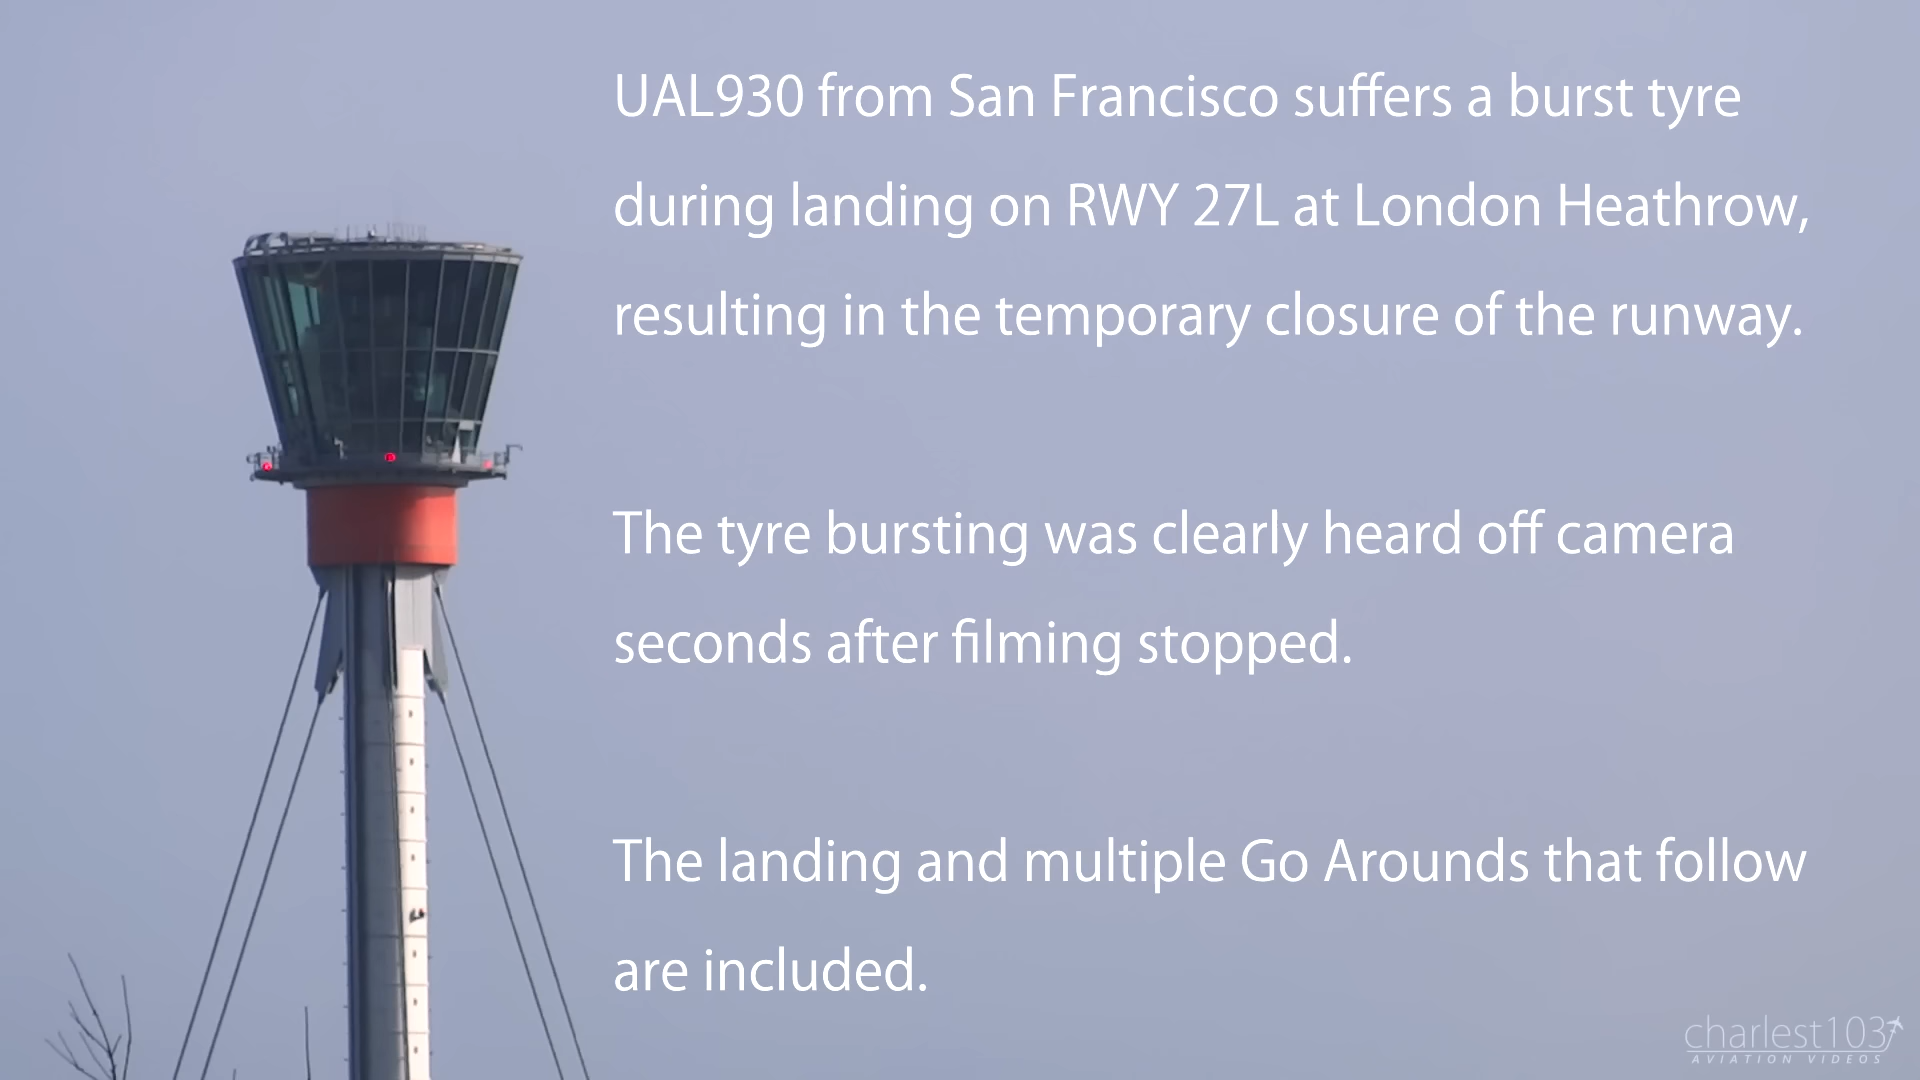 UAL930 from San Francisco suffers a burst tyre
during landing on RWY 27L at London Heathrow,
resulting in the temporary closure of the runway.
The tyre bursting was clearly heard off camera
seconds after filming stopped.
The landing and multiple Go Arounds that follow
are included.
charlest103
AVIATION VIDEOS